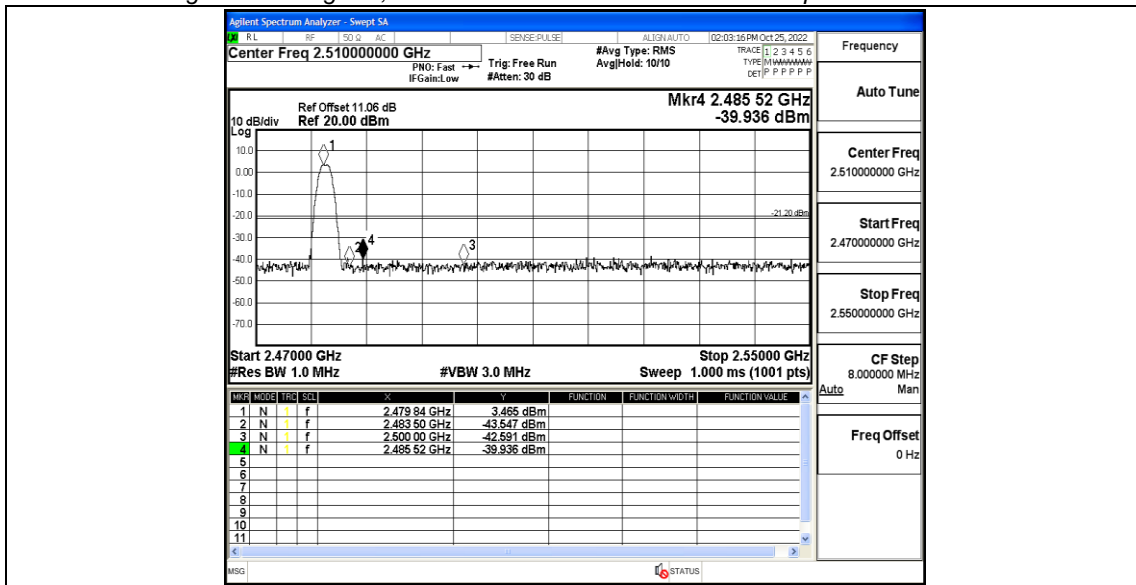 Agilent Spectrum Analyzer - Swept SA
RL RF 50 Ω AC SENSE:PULSE ALIGN AUTO 02:03:16 PM Oct 25, 2022
Center Freq 2.510000000 GHz
PNO: Fast
IFGain:Low
Trig: Free Run
#Atten: 30 dB
#Avg Type: RMS
Avg|Hold: 10/10
TRACE 1 2 3 4 5 6
TYPE M
DET P P P P P P
Ref Offset 11.06 dB
10 dB/div Ref 20.00 dBm
Log
Mkr4 2.485 52 GHz
-39.936 dBm
10.0
0.00
-10.0
-20.0
-30.0
-40.0
-50.0
-60.0
-70.0
1
2
4
3
-21.20 dBm
Start 2.47000 GHz Stop 2.55000 GHz
#Res BW 1.0 MHz #VBW 3.0 MHz Sweep 1.000 ms (1001 pts)
MKR MODE TRC SCL X Y FUNCTION FUNCTION WIDTH FUNCTION VALUE
1 N 1 f 2.479 84 GHz 3.465 dBm
2 N 1 f 2.483 50 GHz -43.547 dBm
3 N 1 f 2.500 00 GHz -42.591 dBm
4 N 1 f 2.485 52 GHz -39.936 dBm
5
6
7
8
9
10
11
MSG STATUS
Frequency
Auto Tune
Center Freq
2.510000000 GHz
Start Freq
2.470000000 GHz
Stop Freq
2.550000000 GHz
CF Step
8.000000 MHz
Auto Man
Freq Offset
0 Hz